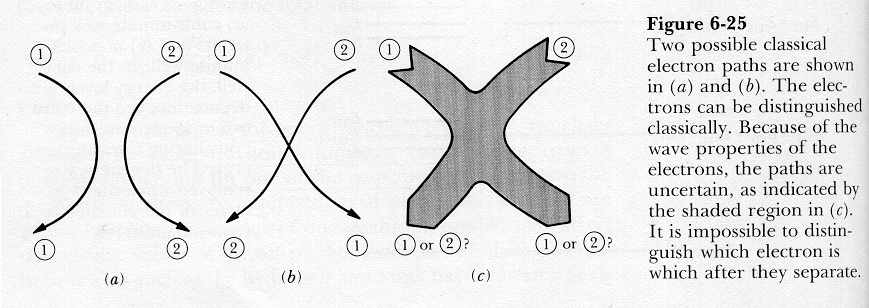 ① ② ① ② ① ②
① ② ② ① ① or ②? ① or ②?
(a) (b) (c)
Figure 6-25
Two possible classical
electron paths are shown
in (a) and (b). The elec-
trons can be distinguished
classically. Because of the
wave properties of the
electrons, the paths are
uncertain, as indicated by
the shaded region in (c).
It is impossible to distin-
guish which electron is
which after they separate.